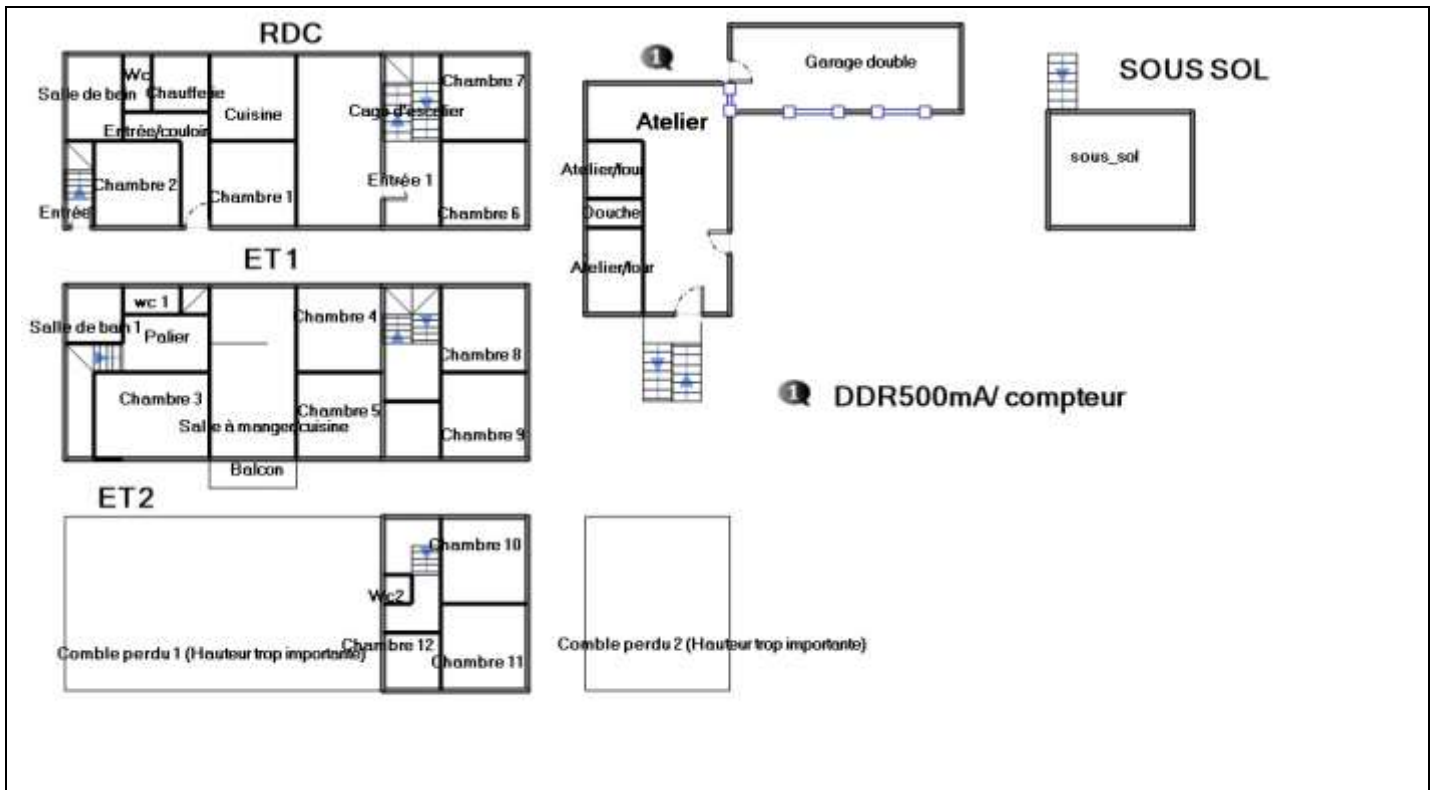 RDC
Wc
Salle de bain
Chaufferie
Entrée/couloir
Cuisine
Cage d'escalier
Chambre 7
Chambre 2
Chambre 1
Entrée 1
Entrée
Chambre 6
1
Garage double
Atelier
Atelier/four
Douche
Atelier/four
SOUS SOL
sous_sol
ET1
wc 1
Salle de bain 1
Palier
Chambre 4
Chambre 8
Chambre 3
Chambre 5
Salle à manger/cuisine
Chambre 9
Balcon
1 DDR500mA/ compteur
ET2
Chambre 10
Wc2
Chambre 12
Comble perdu 1 (Hauteur trop importante)
Chambre 11
Comble perdu 2 (Hauteur trop importante)